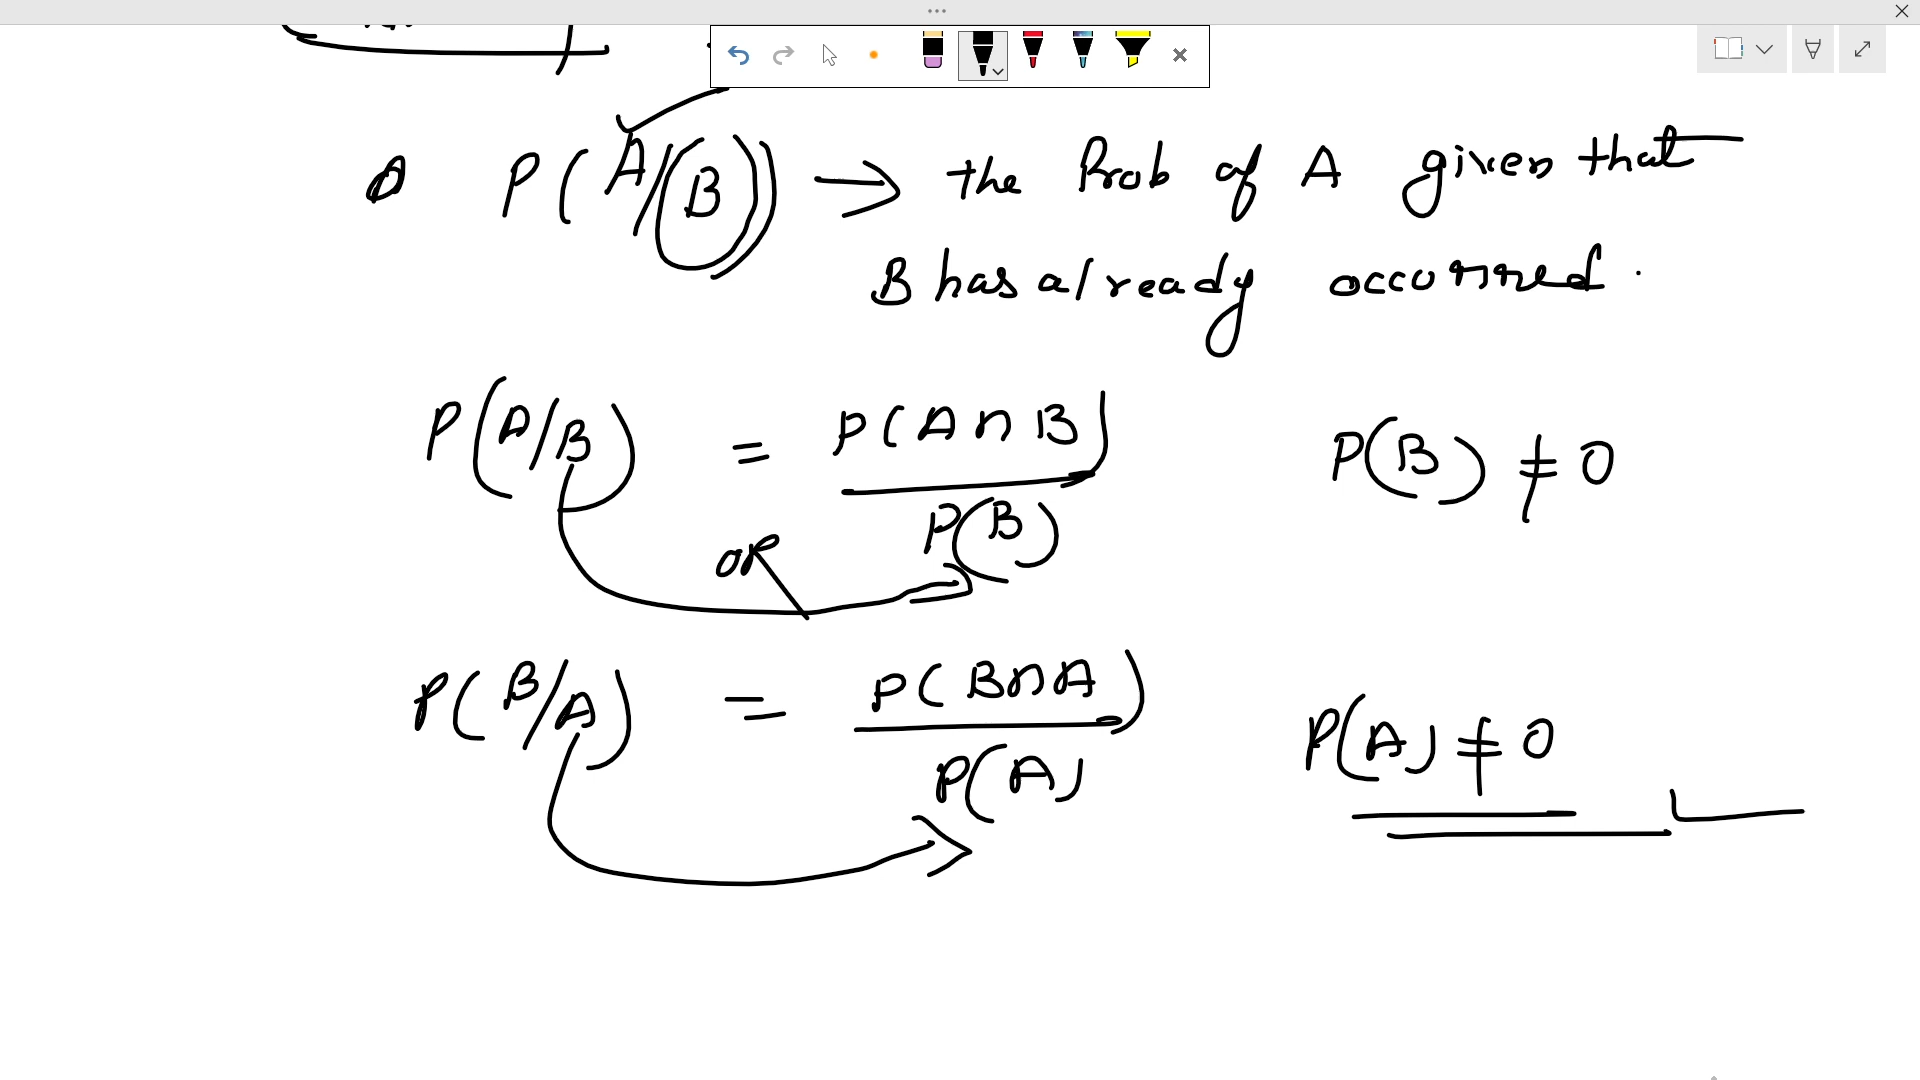 P(A/B) → the Prob of A given that
B has already occurred.
P(A/B) = P(A∩B) / P(B)    P(B) ≠ 0
or
P(B/A) = P(B∩A) / P(A)    P(A) ≠ 0